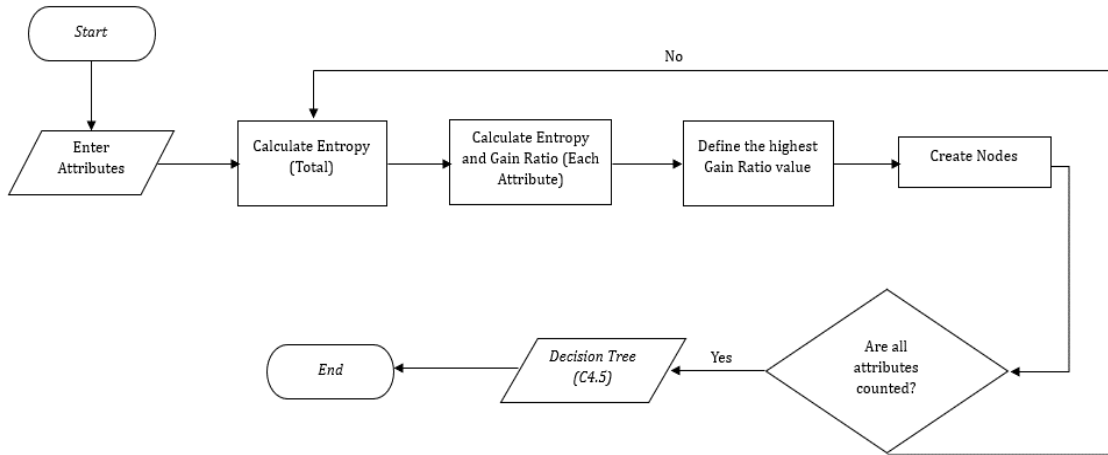 Start
No
Enter
Attributes
Calculate Entropy
(Total)
Calculate Entropy
and Gain Ratio (Each
Attribute)
Define the highest
Gain Ratio value
Create Nodes
Are all
attributes
counted?
Yes
Decision Tree
(C4.5)
End